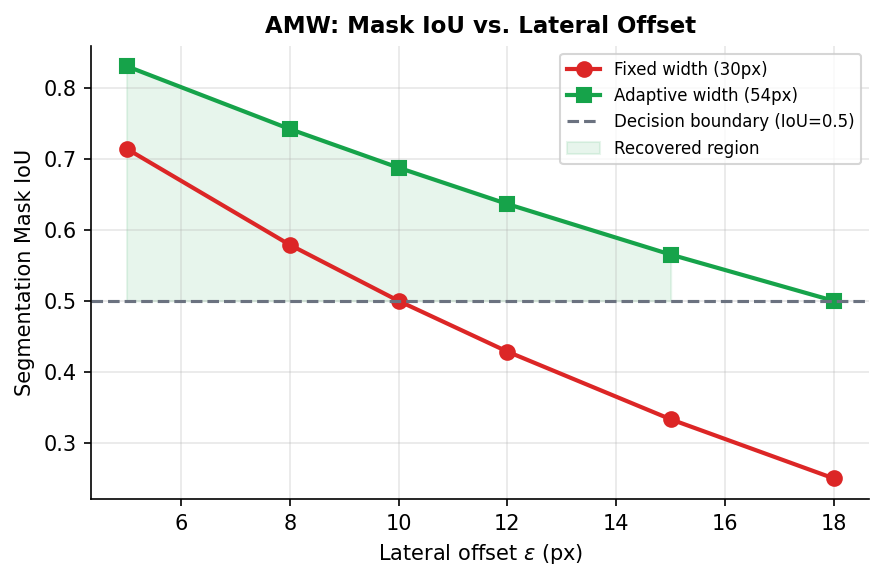 AMW: Mask IoU vs. Lateral Offset
Fixed width (30px)
Adaptive width (54px)
Decision boundary (IoU=0.5)
Recovered region
Segmentation Mask IoU
0.8
0.7
0.6
0.5
0.4
0.3
6 8 10 12 14 16 18
Lateral offset ε (px)